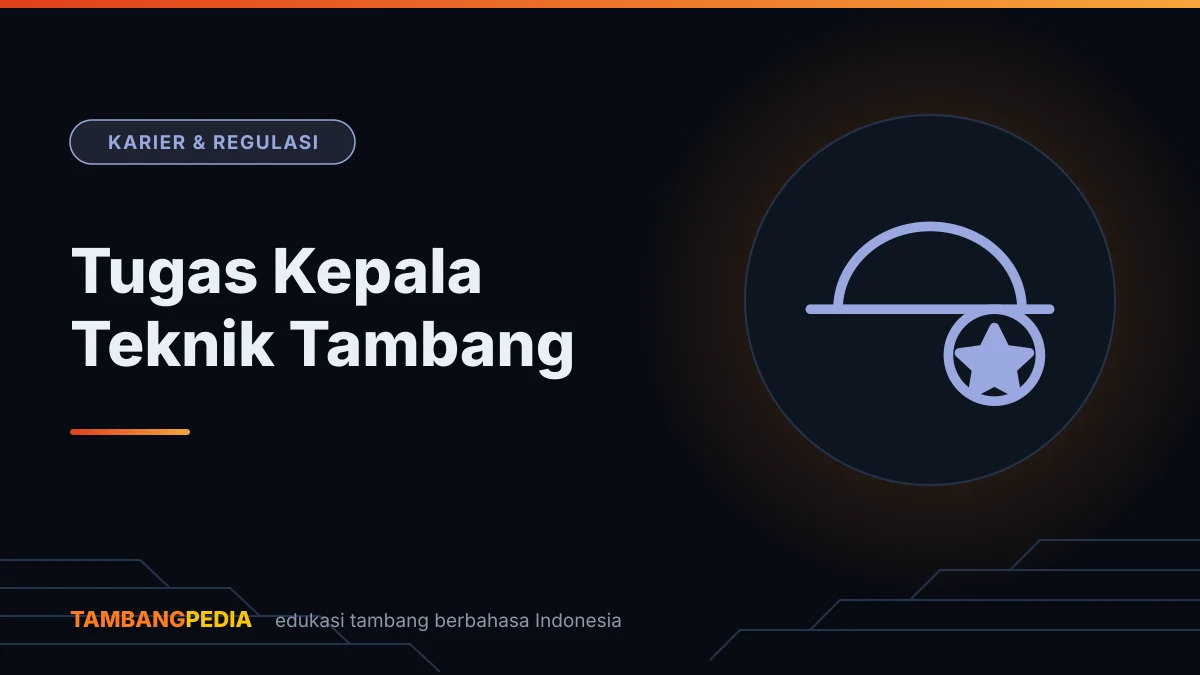 KARIER & REGULASI
Tugas Kepala
Teknik Tambang
TAMBANGPEDIA edukasi tambang berbahasa Indonesia